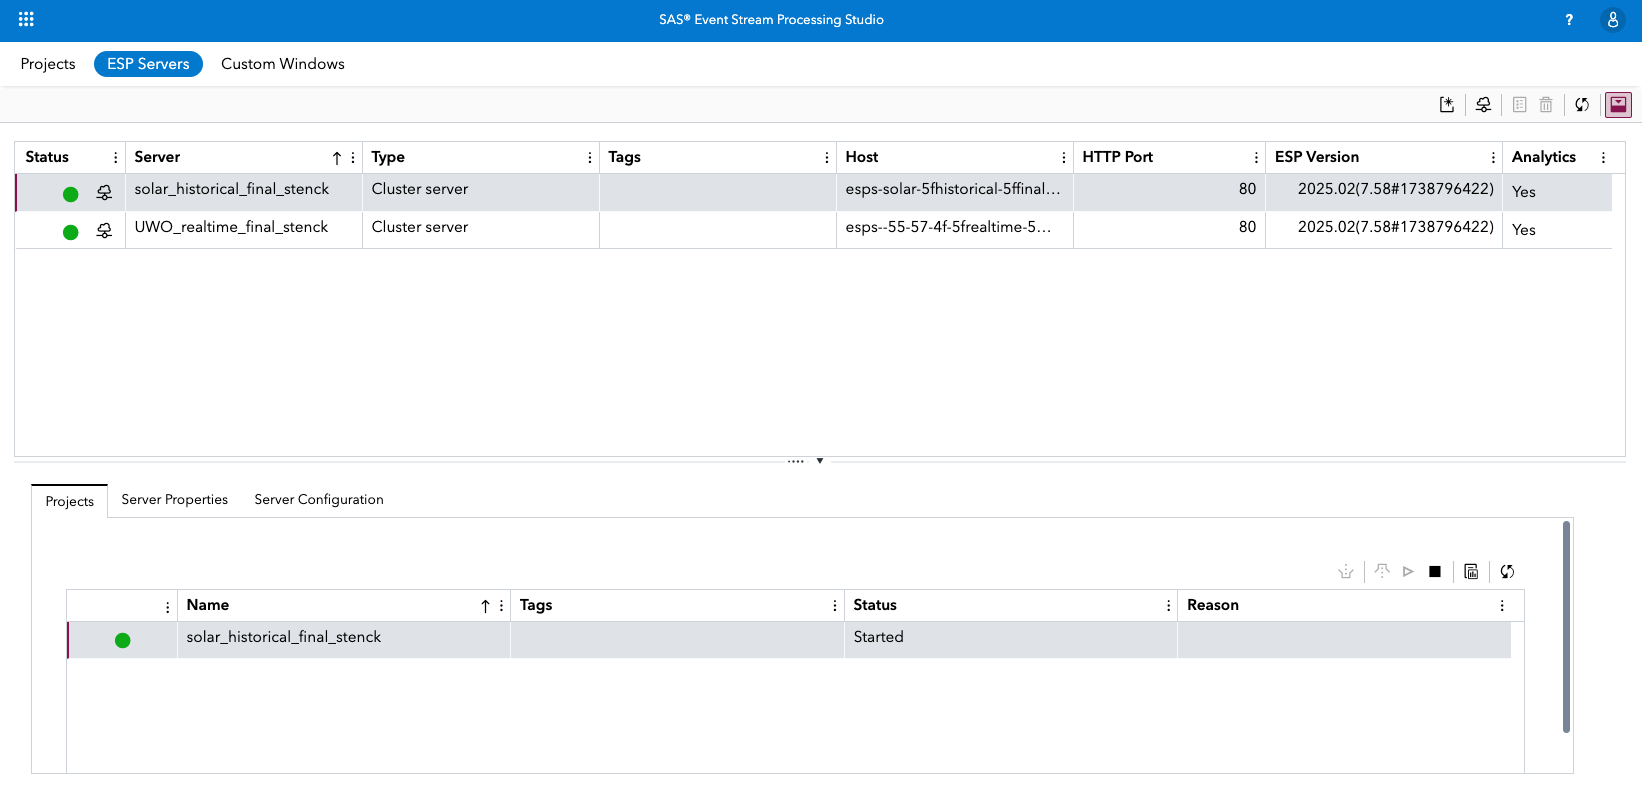 SAS® Event Stream Processing Studio
?
Projects ESP Servers Custom Windows
Status Server Type Tags Host HTTP Port ESP Version Analytics
solar_historical_final_stenck Cluster server esps-solar-5fhistorical-5ffinal... 80 2025.02(7.58#1738796422) Yes
UWO_realtime_final_stenck Cluster server esps--55-57-4f-5frealtime-5... 80 2025.02(7.58#1738796422) Yes
Projects Server Properties Server Configuration
Name Tags Status Reason
solar_historical_final_stenck Started